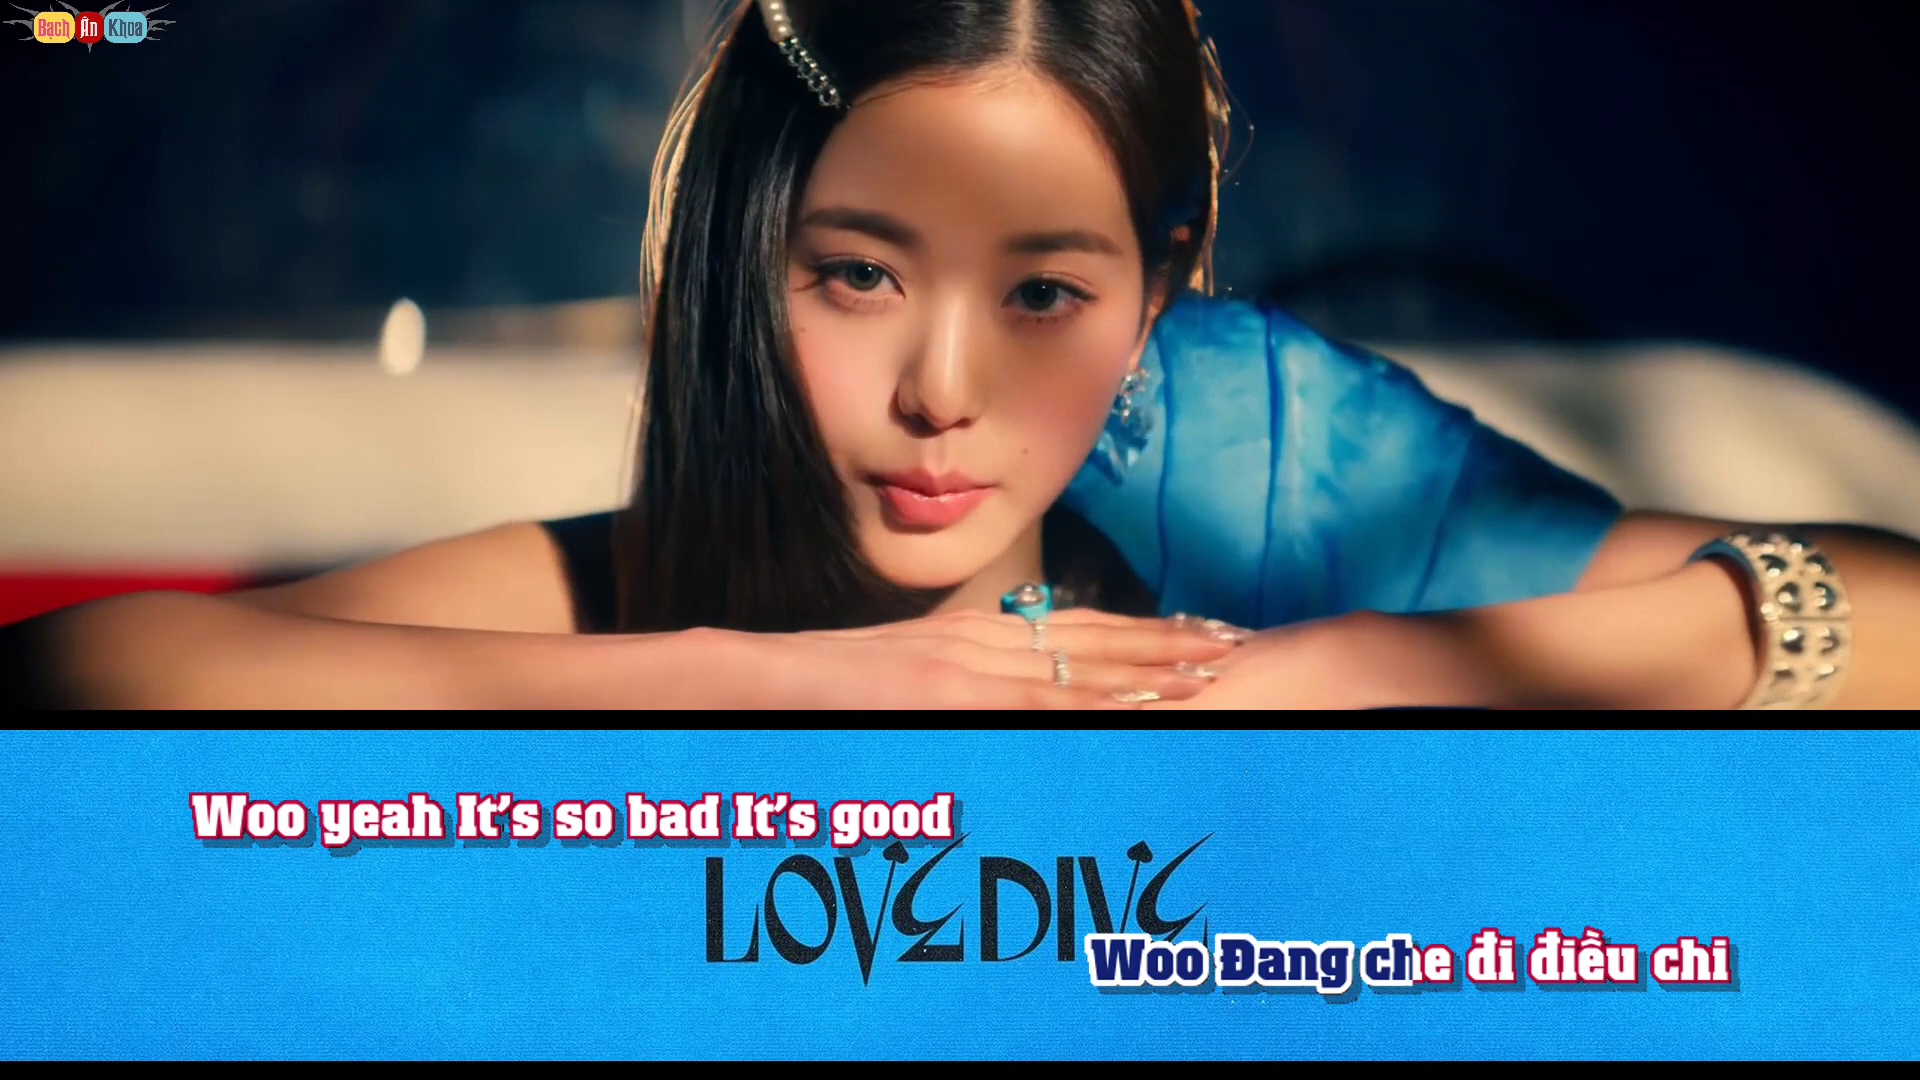 Bạch Ân Khoa
Woo yeah It's so bad It's good
LOVE DIVE
Woo Đang che đi điều chi